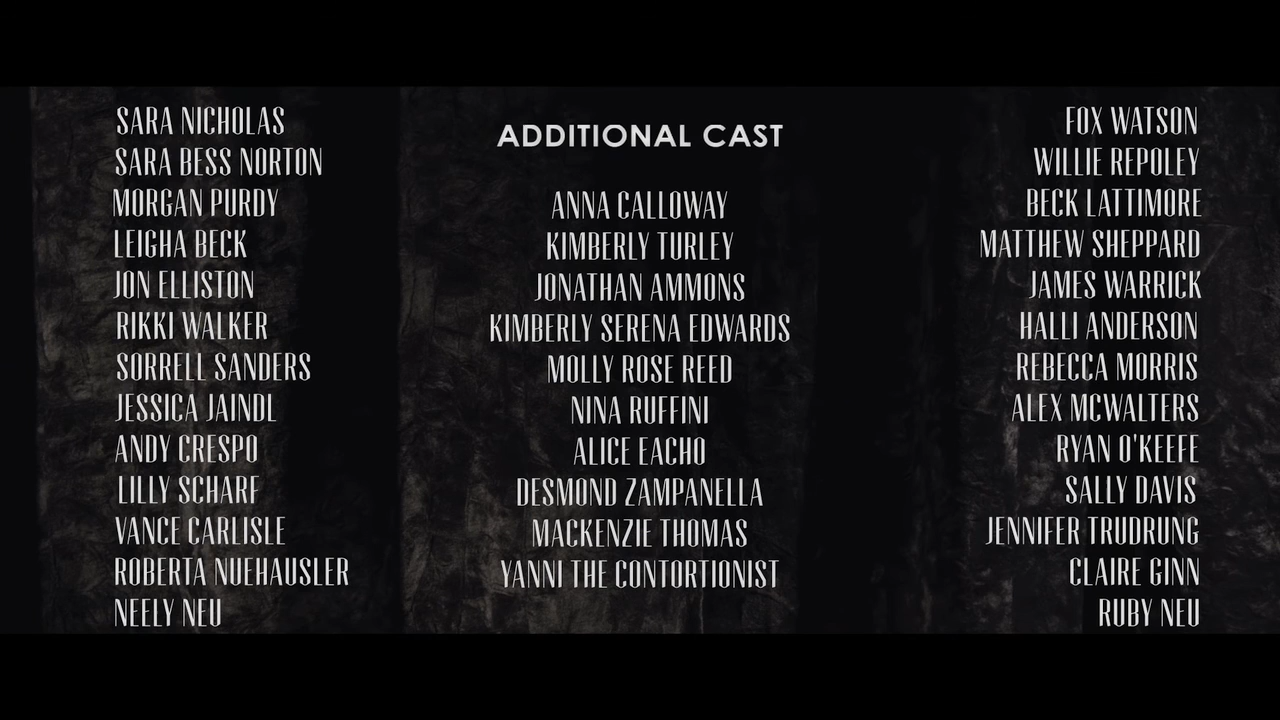 SARA NICHOLAS
SARA BESS NORTON
MORGAN PURDY
LEIGHA BECK
JON ELLISTON
RIKKI WALKER
SORRELL SANDERS
JESSICA JAINDL
ANDY CRESPO
LILLY SCHARF
VANCE CARLISLE
ROBERTA NUEHAUSLER
NEELY NEU
ADDITIONAL CAST
ANNA CALLOWAY
KIMBERLY TURLEY
JONATHAN AMMONS
KIMBERLY SERENA EDWARDS
MOLLY ROSE REED
NINA RUFFINI
ALICE EACHO
DESMOND ZAMPANELLA
MACKENZIE THOMAS
YANNI THE CONTORTIONIST
FOX WATSON
WILLIE REPOLEY
BECK LATTIMORE
MATTHEW SHEPPARD
JAMES WARRICK
HALLI ANDERSON
REBECCA MORRIS
ALEX MCWALTERS
RYAN O'KEEFE
SALLY DAVIS
JENNIFER TRUDRUNG
CLAIRE GINN
RUBY NEU